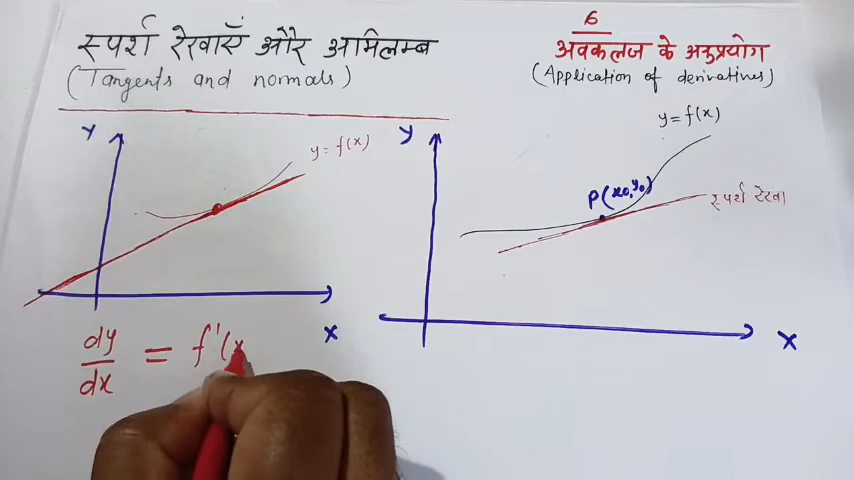 स्पर्श रेखाएँ और अभिलम्ब
(Tangents and normals)
6
अवकलज के अनुप्रयोग
(Application of derivatives)
y
y = f(x)
x
y
y = f(x)
P(x0, y0)
स्पर्श रेखा
x
dy/dx = f'(x